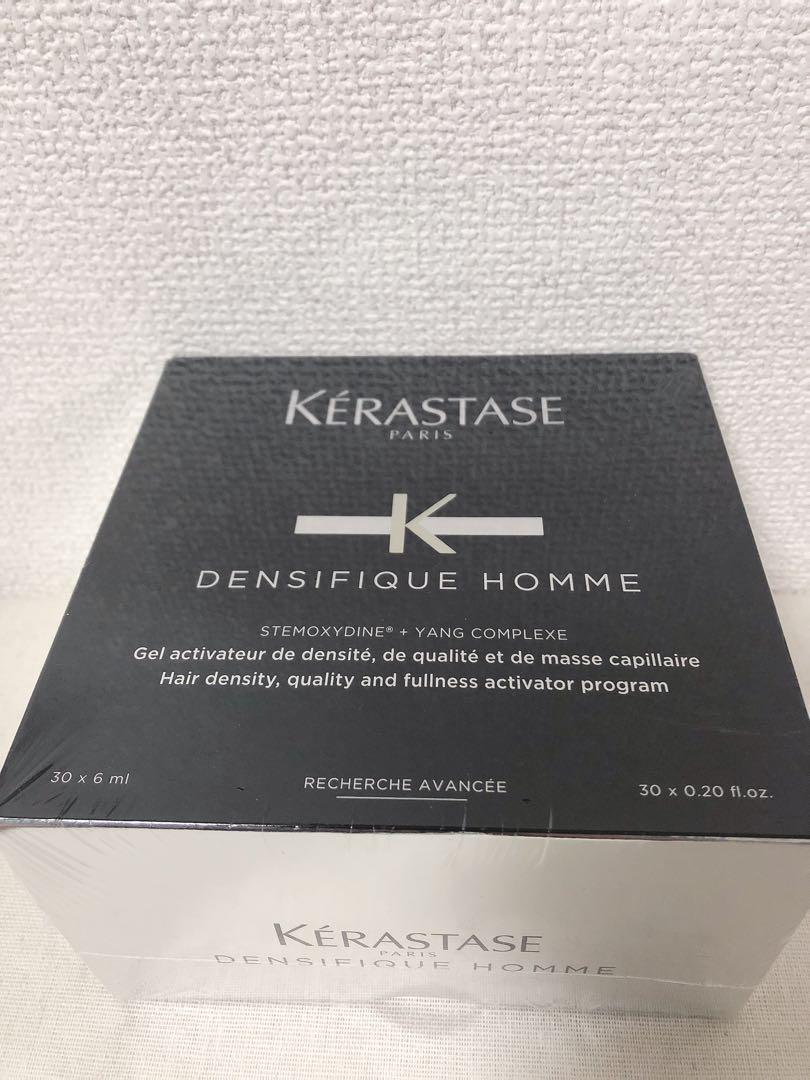 KÉRASTASE
PARIS
K
DENSIFIQUE HOMME
STEMOXYDINE® + YANG COMPLEXE
Gel activateur de densité, de qualité et de masse capillaire
Hair density, quality and fullness activator program
30 x 6 ml
RECHERCHE AVANCÉE
30 x 0.20 fl.oz.
KÉRASTASE
PARIS
DENSIFIQUE HOMME